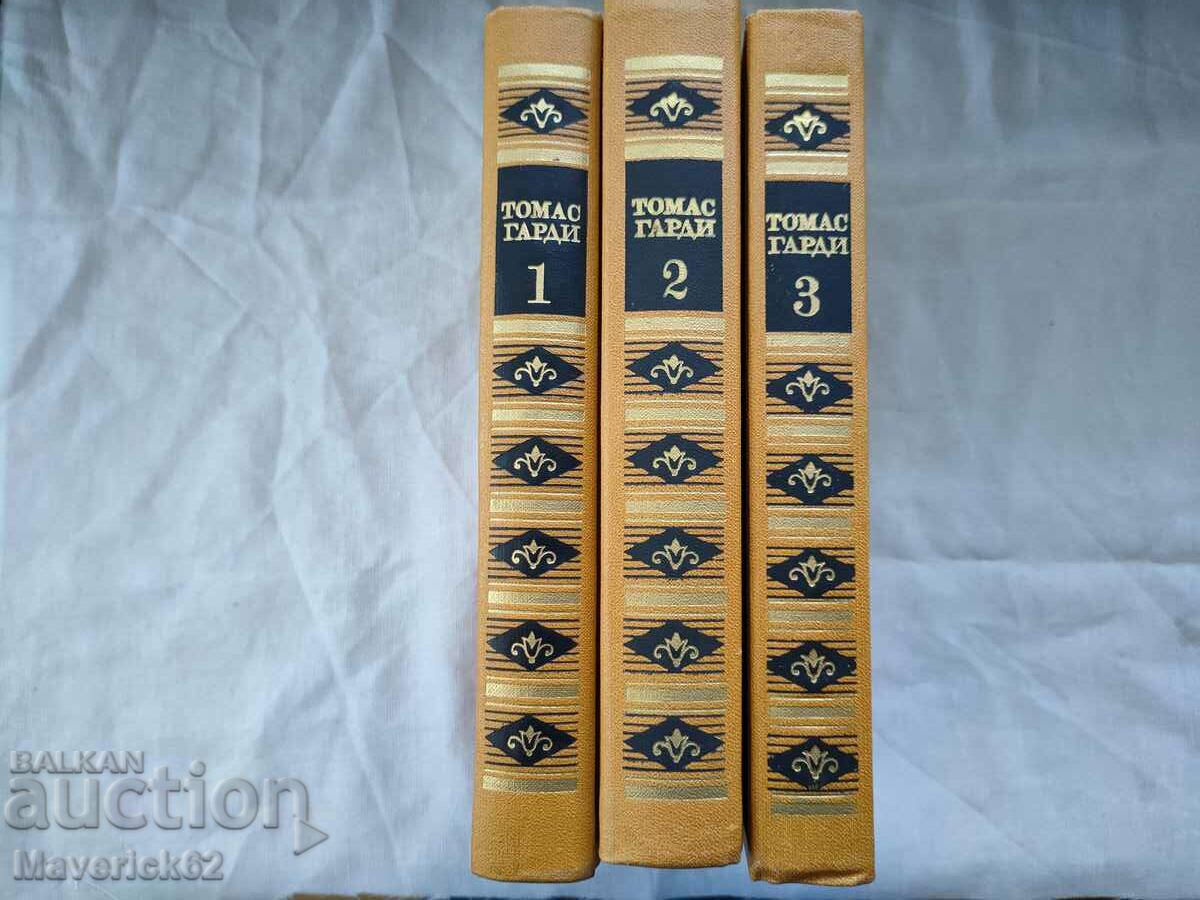 ТОМАС
ГАРДИ
1
ТОМАС
ГАРДИ
2
ТОМАС
ГАРДИ
3
BALKAN
auction
Maverick62